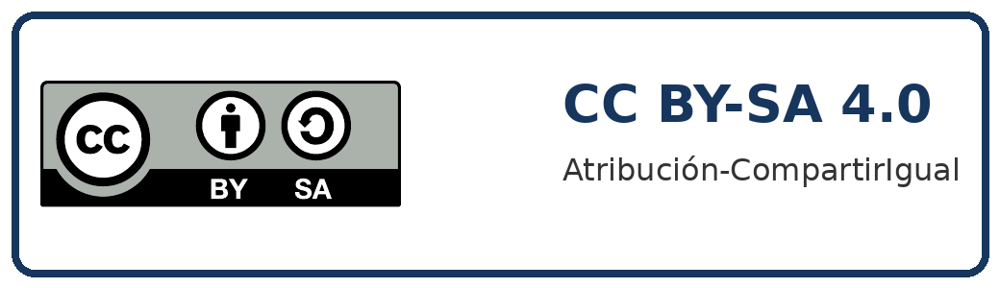 CC BY-SA 4.0
Atribución-CompartirIgual
cc
BY SA